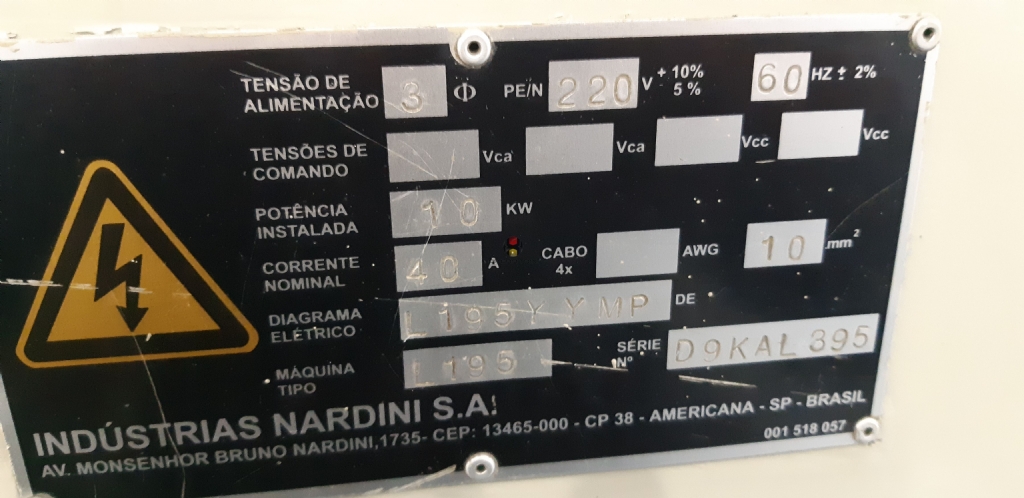 TENSÃO DE ALIMENTAÇÃO 3 Φ PE/N 220 V + 10% 5 % 60 HZ ± 2%
TENSÕES DE COMANDO Vca Vca Vcc Vcc
POTÊNCIA INSTALADA 10 KW
CORRENTE NOMINAL 40 A CABO 4x AWG 10 mm²
DIAGRAMA ELÉTRICO L195YYMP DE
MÁQUINA TIPO L195 SÉRIE Nº D9KAL395
INDÚSTRIAS NARDINI S.A.
AV. MONSENHOR BRUNO NARDINI,1735- CEP: 13465-000 - CP 38 - AMERICANA - SP - BRASIL
001 518 057